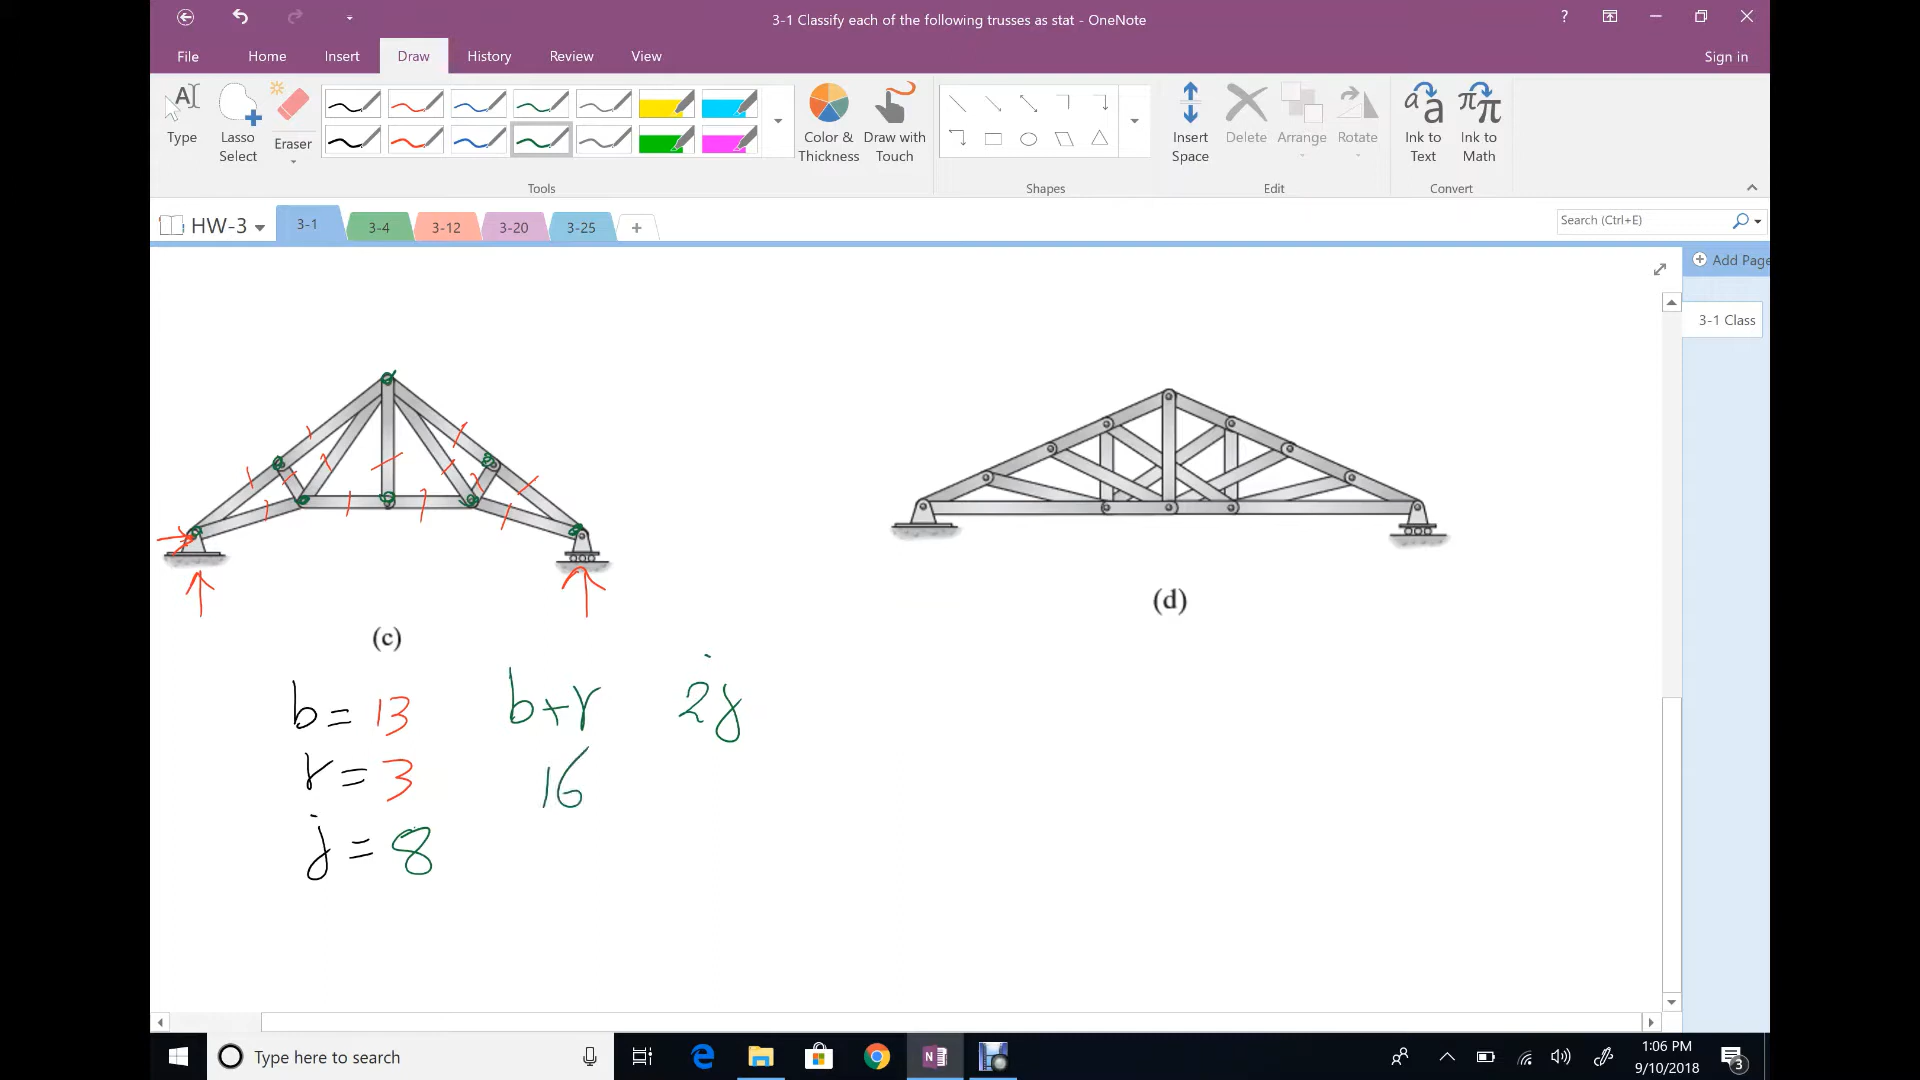 3-1 Classify each of the following trusses as stat - OneNote
?
File Home Insert Draw History Review View Sign in
Type
Lasso Select
Eraser
Color & Thickness
Draw with Touch
Insert Space
Delete
Arrange
Rotate
Ink to Text
Ink to Math
Tools Shapes Edit Convert
HW-3 3-1 3-4 3-12 3-20 3-25
Search (Ctrl+E)
Add Page
3-1 Class
(c)
(d)
b = 13
r = 3
j = 8
b+r 2j
16
Type here to search
1:06 PM
9/10/2018
3